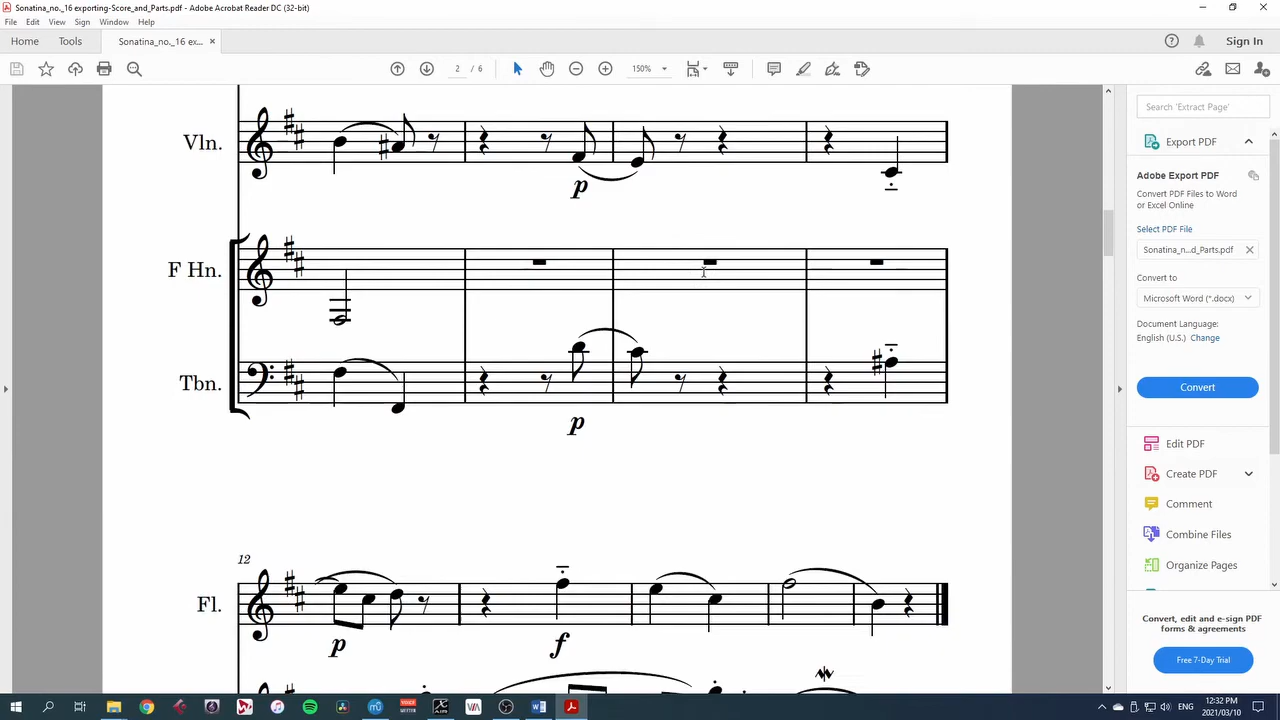 Sonatina_no._16 exporting-Score_and_Parts.pdf - Adobe Acrobat Reader DC (32-bit)
File Edit View Sign Window Help
Home Tools Sonatina_no._16 ex... × Sign In
2 / 6 150%
Search 'Extract Page'
Export PDF
Adobe Export PDF
Convert PDF Files to Word
or Excel Online
Select PDF File
Sonatina_n...d_Parts.pdf
Convert to
Microsoft Word (*.docx)
Document Language:
English (U.S.) Change
Convert
Edit PDF
Create PDF
Comment
Combine Files
Organize Pages
Convert, edit and e-sign PDF
forms & agreements
Free 7-Day Trial
Vln.
p
F Hn.
Tbn.
p
12
Fl.
p f
ENG 12:32 PM
2021/03/10